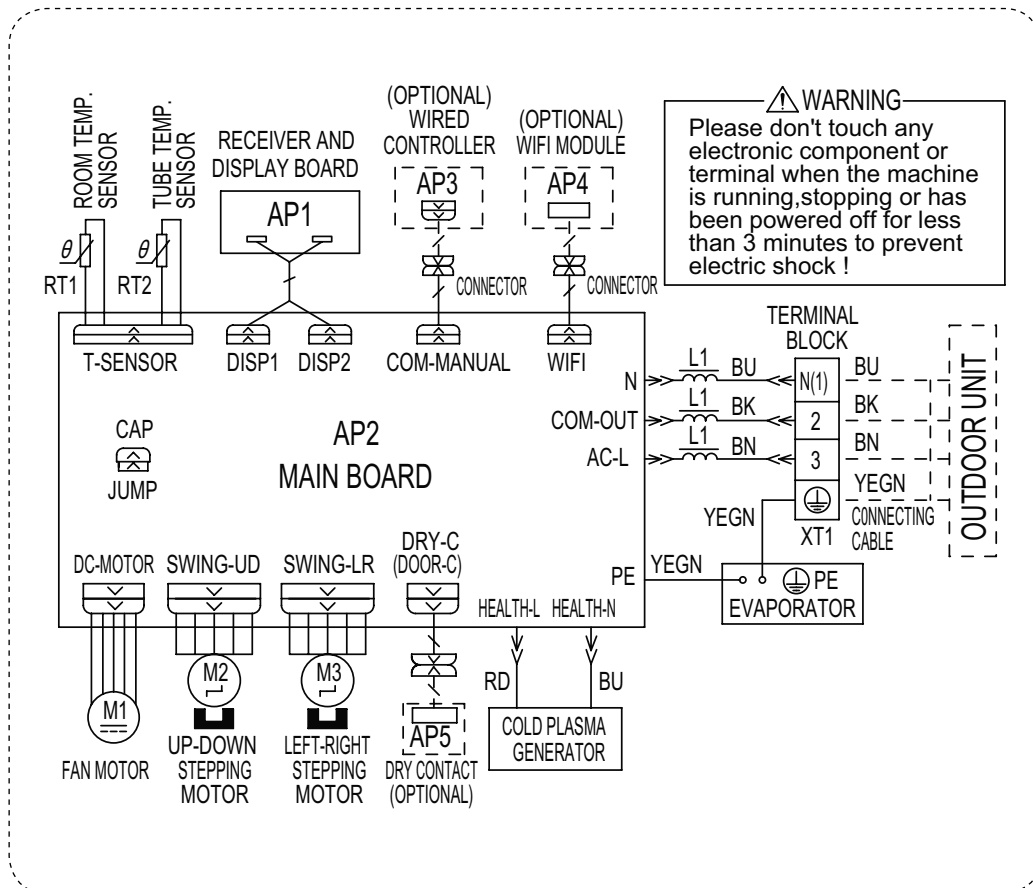 ROOM TEMP.
SENSOR
TUBE TEMP.
SENSOR
RECEIVER AND
DISPLAY BOARD
(OPTIONAL)
WIRED
CONTROLLER
(OPTIONAL)
WIFI MODULE
WARNING
Please don't touch any
electronic component or
terminal when the machine
is running,stopping or has
been powered off for less
than 3 minutes to prevent
electric shock !
AP1
AP3
AP4
θ
RT1
θ
RT2
CONNECTOR
CONNECTOR
T-SENSOR
DISP1
DISP2
COM-MANUAL
WIFI
TERMINAL
BLOCK
N
L1
BU
N(1)
BU
COM-OUT
L1
BK
2
BK
AC-L
L1
BN
3
BN
YEGN
YEGN
XT1
CONNECTING
CABLE
OUTDOOR UNIT
CAP
JUMP
AP2
MAIN BOARD
PE
YEGN
PE
EVAPORATOR
DC-MOTOR
SWING-UD
SWING-LR
DRY-C
(DOOR-C)
HEALTH-L
HEALTH-N
M1
M2
M3
AP5
RD
BU
COLD PLASMA
GENERATOR
FAN MOTOR
UP-DOWN
STEPPING
MOTOR
LEFT-RIGHT
STEPPING
MOTOR
DRY CONTACT
(OPTIONAL)